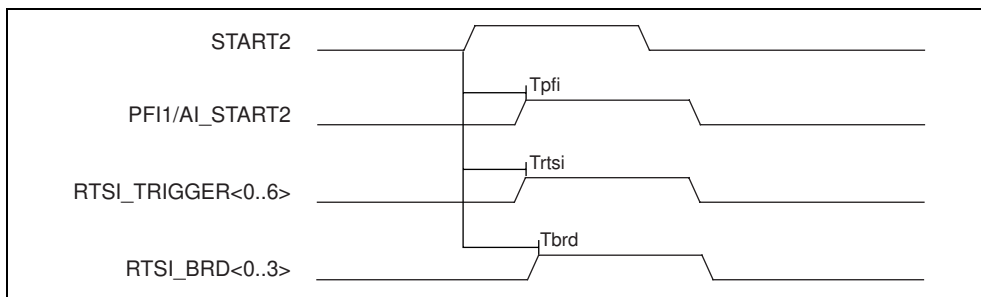 START2
Tpfi
PFI1/AI_START2
Trtsi
RTSI_TRIGGER<0..6>
Tbrd
RTSI_BRD<0..3>